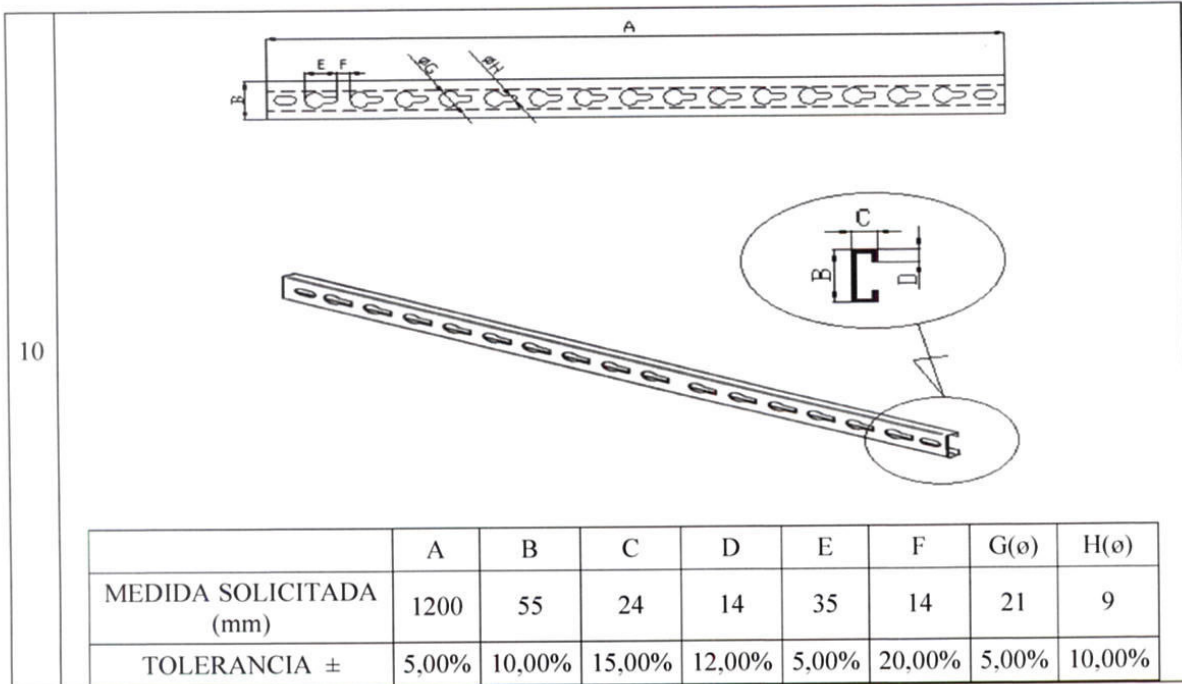 10
A
E F øG øH
B
C
B D
A B C D E F G(ø) H(ø)
MEDIDA SOLICITADA (mm) 1200 55 24 14 35 14 21 9
TOLERANCIA ± 5,00% 10,00% 15,00% 12,00% 5,00% 20,00% 5,00% 10,00%